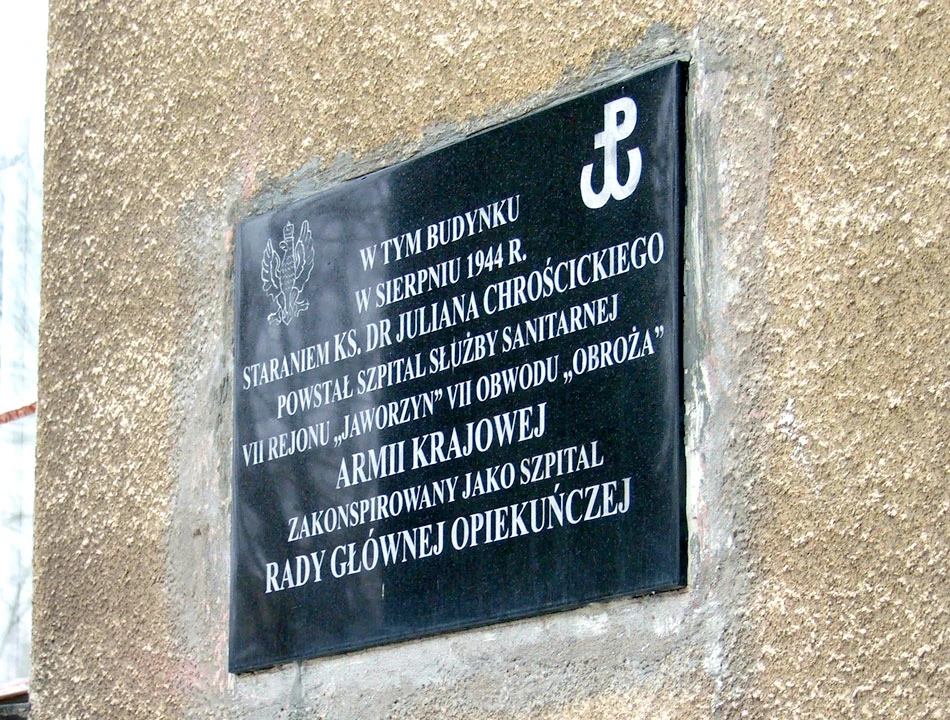 W TYM BUDYNKU
W SIERPNIU 1944 R.
STARANIEM KS. DR JULIANA CHROŚCICKIEGO
POWSTAŁ SZPITAL SŁUŻBY SANITARNEJ
VII REJONU „JAWORZYN” VII OBWODU „OBROŻA”
ARMII KRAJOWEJ
ZAKONSPIROWANY JAKO SZPITAL
RADY GŁÓWNEJ OPIEKUŃCZEJ